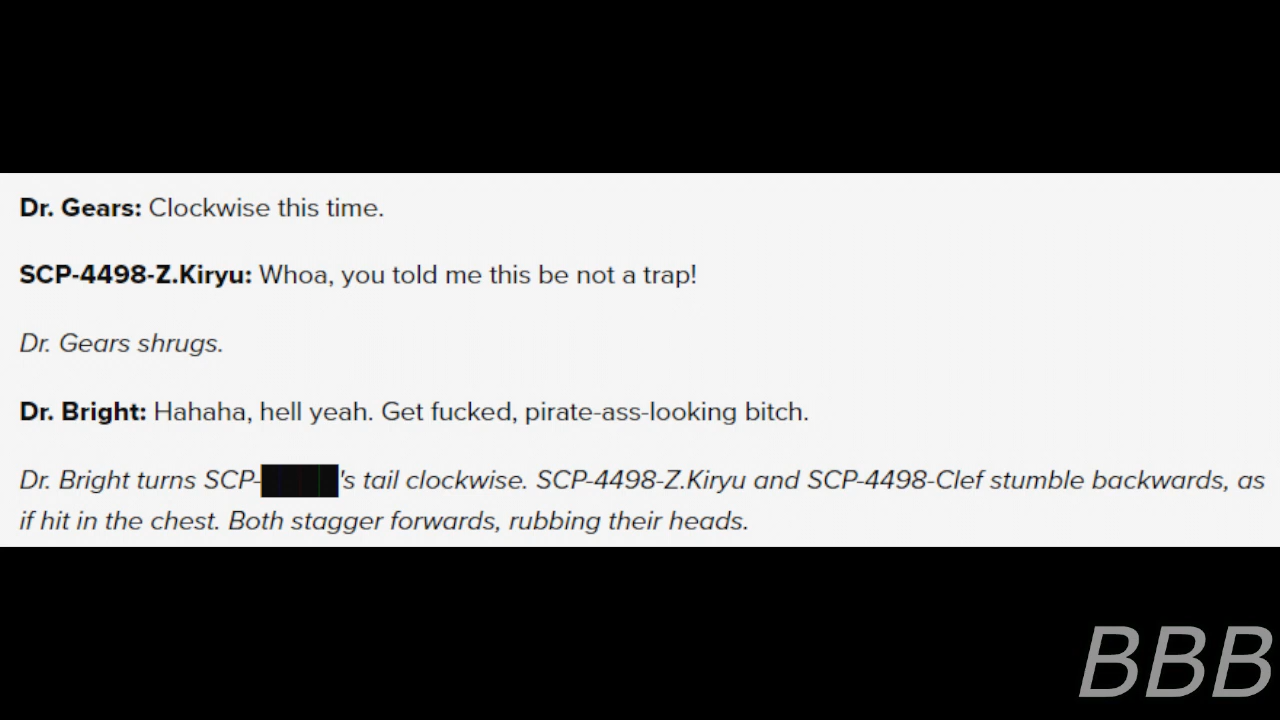 Dr. Gears: Clockwise this time.
SCP-4498-Z.Kiryu: Whoa, you told me this be not a trap!
Dr. Gears shrugs.
Dr. Bright: Hahaha, hell yeah. Get fucked, pirate-ass-looking bitch.
Dr. Bright turns SCP-████'s tail clockwise. SCP-4498-Z.Kiryu and SCP-4498-Clef stumble backwards, as
if hit in the chest. Both stagger forwards, rubbing their heads.
BBB